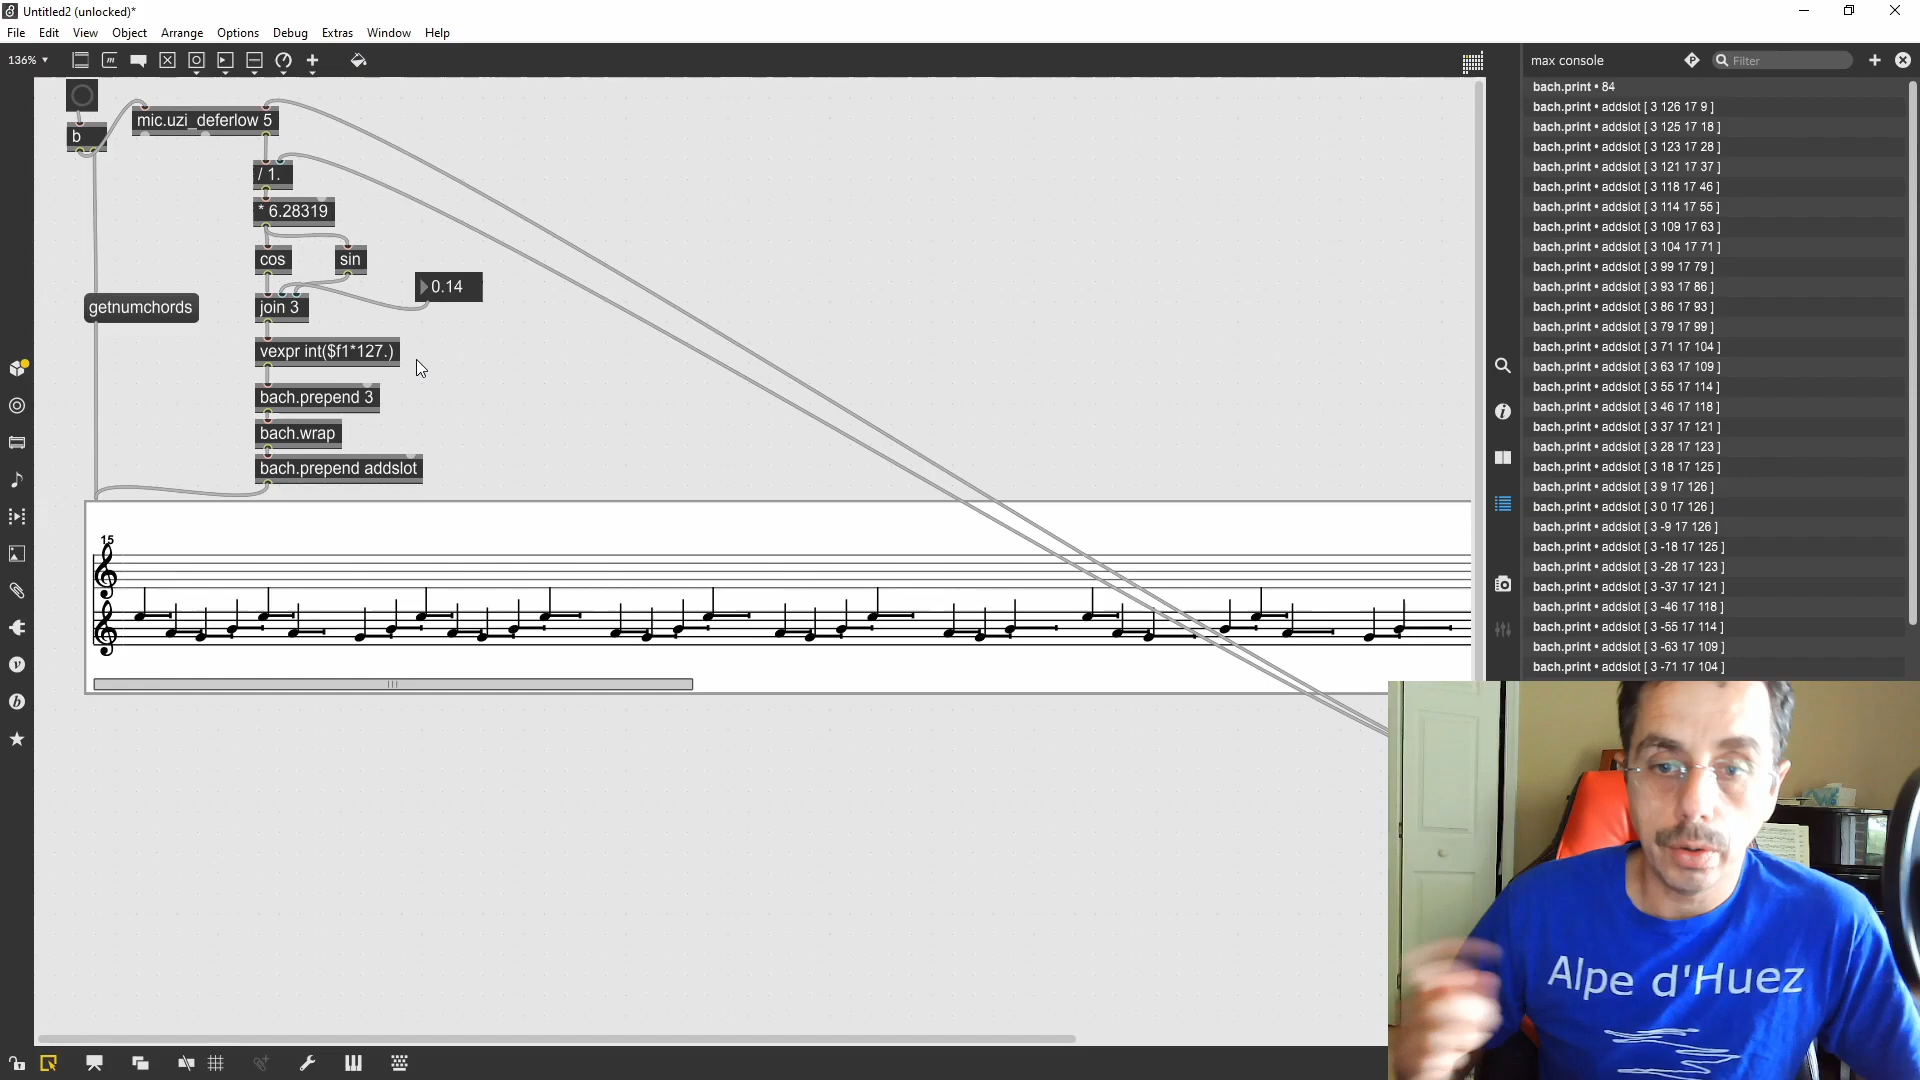 Untitled2 (unlocked)*
File Edit View Object Arrange Options Debug Extras Window Help
136%
max console
Filter
b
mic.uzi_deferlow 5
/ 1.
* 6.28319
cos
sin
0.14
getnumchords
join 3
vexpr int($f1*127.)
bach.prepend 3
bach.wrap
bach.prepend addslot
15
bach.print • 84
bach.print • addslot [ 3 126 17 9 ]
bach.print • addslot [ 3 125 17 18 ]
bach.print • addslot [ 3 123 17 28 ]
bach.print • addslot [ 3 121 17 37 ]
bach.print • addslot [ 3 118 17 46 ]
bach.print • addslot [ 3 114 17 55 ]
bach.print • addslot [ 3 109 17 63 ]
bach.print • addslot [ 3 104 17 71 ]
bach.print • addslot [ 3 99 17 79 ]
bach.print • addslot [ 3 93 17 86 ]
bach.print • addslot [ 3 86 17 93 ]
bach.print • addslot [ 3 79 17 99 ]
bach.print • addslot [ 3 71 17 104 ]
bach.print • addslot [ 3 63 17 109 ]
bach.print • addslot [ 3 55 17 114 ]
bach.print • addslot [ 3 46 17 118 ]
bach.print • addslot [ 3 37 17 121 ]
bach.print • addslot [ 3 28 17 123 ]
bach.print • addslot [ 3 18 17 125 ]
bach.print • addslot [ 3 9 17 126 ]
bach.print • addslot [ 3 0 17 126 ]
bach.print • addslot [ 3 -9 17 126 ]
bach.print • addslot [ 3 -18 17 125 ]
bach.print • addslot [ 3 -28 17 123 ]
bach.print • addslot [ 3 -37 17 121 ]
bach.print • addslot [ 3 -46 17 118 ]
bach.print • addslot [ 3 -55 17 114 ]
bach.print • addslot [ 3 -63 17 109 ]
bach.print • addslot [ 3 -71 17 104 ]
Alpe d'Huez